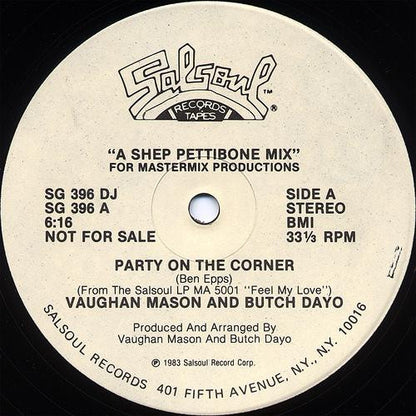 Salsoul
RECORDS
TAPES
TM
®
"A SHEP PETTIBONE MIX"
FOR MASTERMIX PRODUCTIONS
SG 396 DJ
SG 396 A
6:16
NOT FOR SALE
SIDE A
STEREO
BMI
33⅓ RPM
PARTY ON THE CORNER
(Ben Epps)
(From The Salsoul LP MA 5001 "Feel My Love")
VAUGHAN MASON AND BUTCH DAYO
Produced And Arranged By
Vaughan Mason And Butch Dayo
℗ 1983 Salsoul Record Corp.
SALSOUL RECORDS 401 FIFTH AVENUE, N.Y., N.Y. 10016